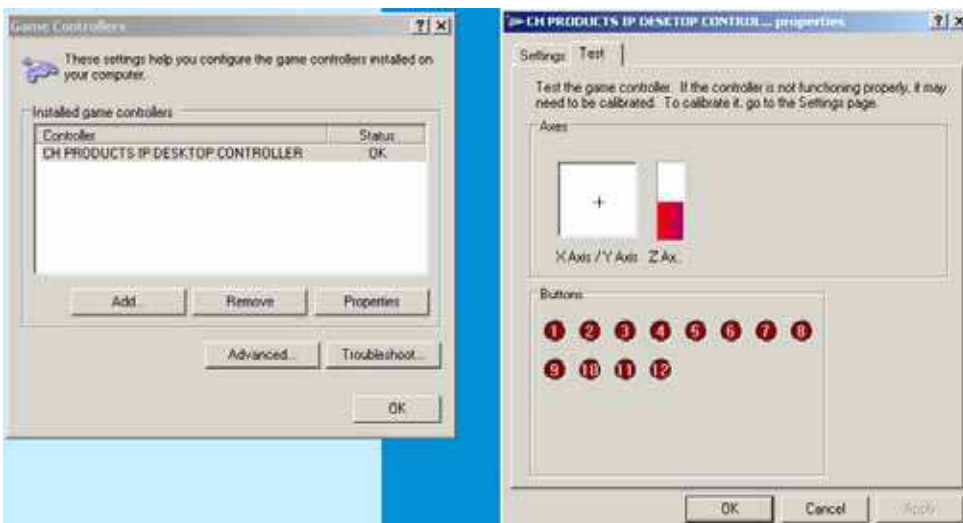 Game Controllers
These settings help you configure the game controllers installed on
your computer.
Installed game controllers
Controller Status
CH PRODUCTS IP DESKTOP CONTROLLER OK
Add...
Remove
Properties
Advanced...
Troubleshoot...
OK
CH PRODUCTS IP DESKTOP CONTROL... properties
Settings Test
Test the game controller. If the controller is not functioning properly, it may
need to be calibrated. To calibrate it, go to the Settings page.
Axes
X Axis / Y Axis Z Ax..
Buttons
1 2 3 4 5 6 7 8
9 10 11 12
OK Cancel Apply